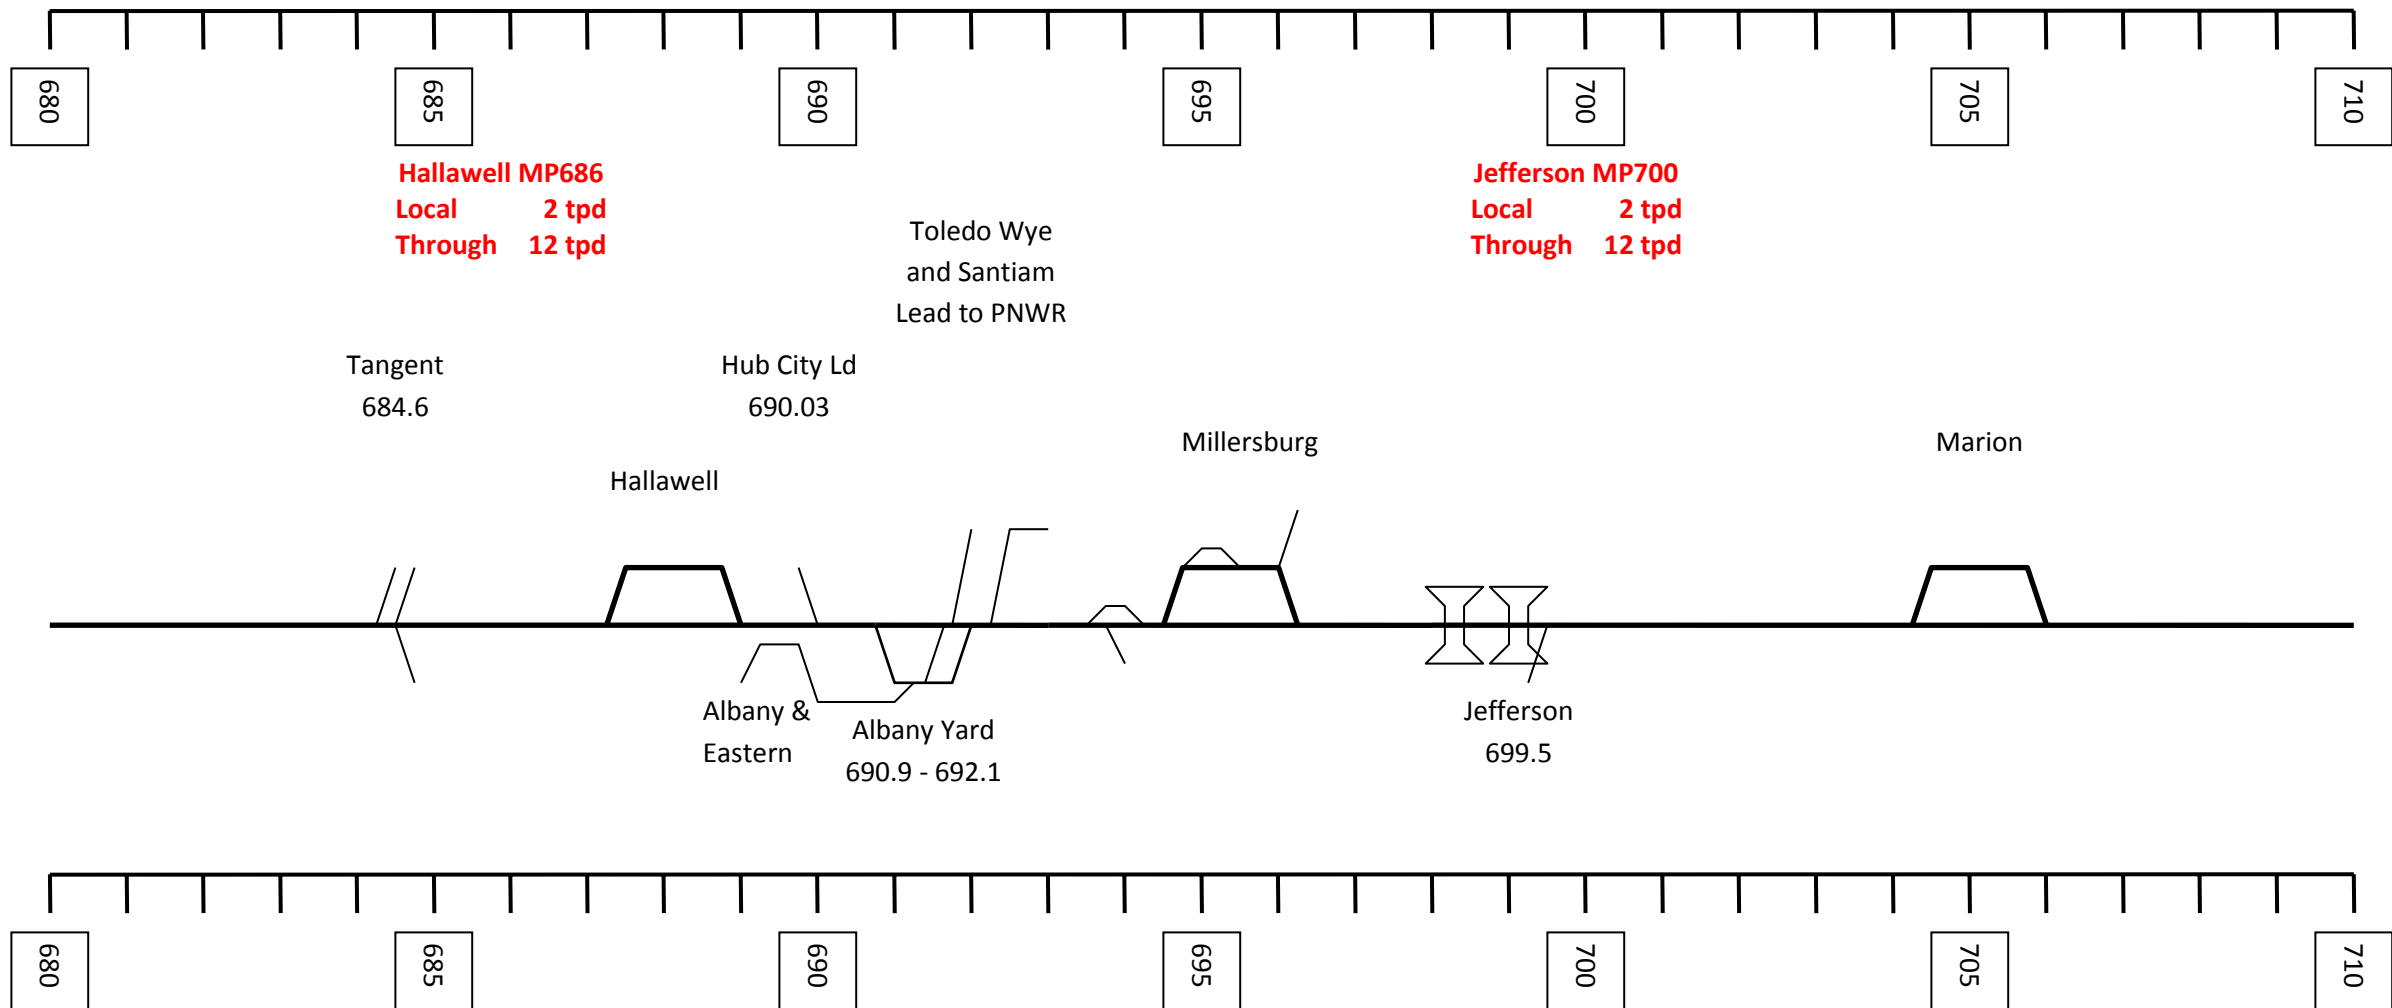 680 685 690 695 700 705 710
Hallawell MP686
Local 2 tpd
Through 12 tpd
Jefferson MP700
Local 2 tpd
Through 12 tpd
Toledo Wye
and Santiam
Lead to PNWR
Tangent
684.6
Hub City Ld
690.03
Millersburg
Marion
Hallawell
Albany &
Eastern
Albany Yard
690.9 - 692.1
Jefferson
699.5
680 685 690 695 700 705 710